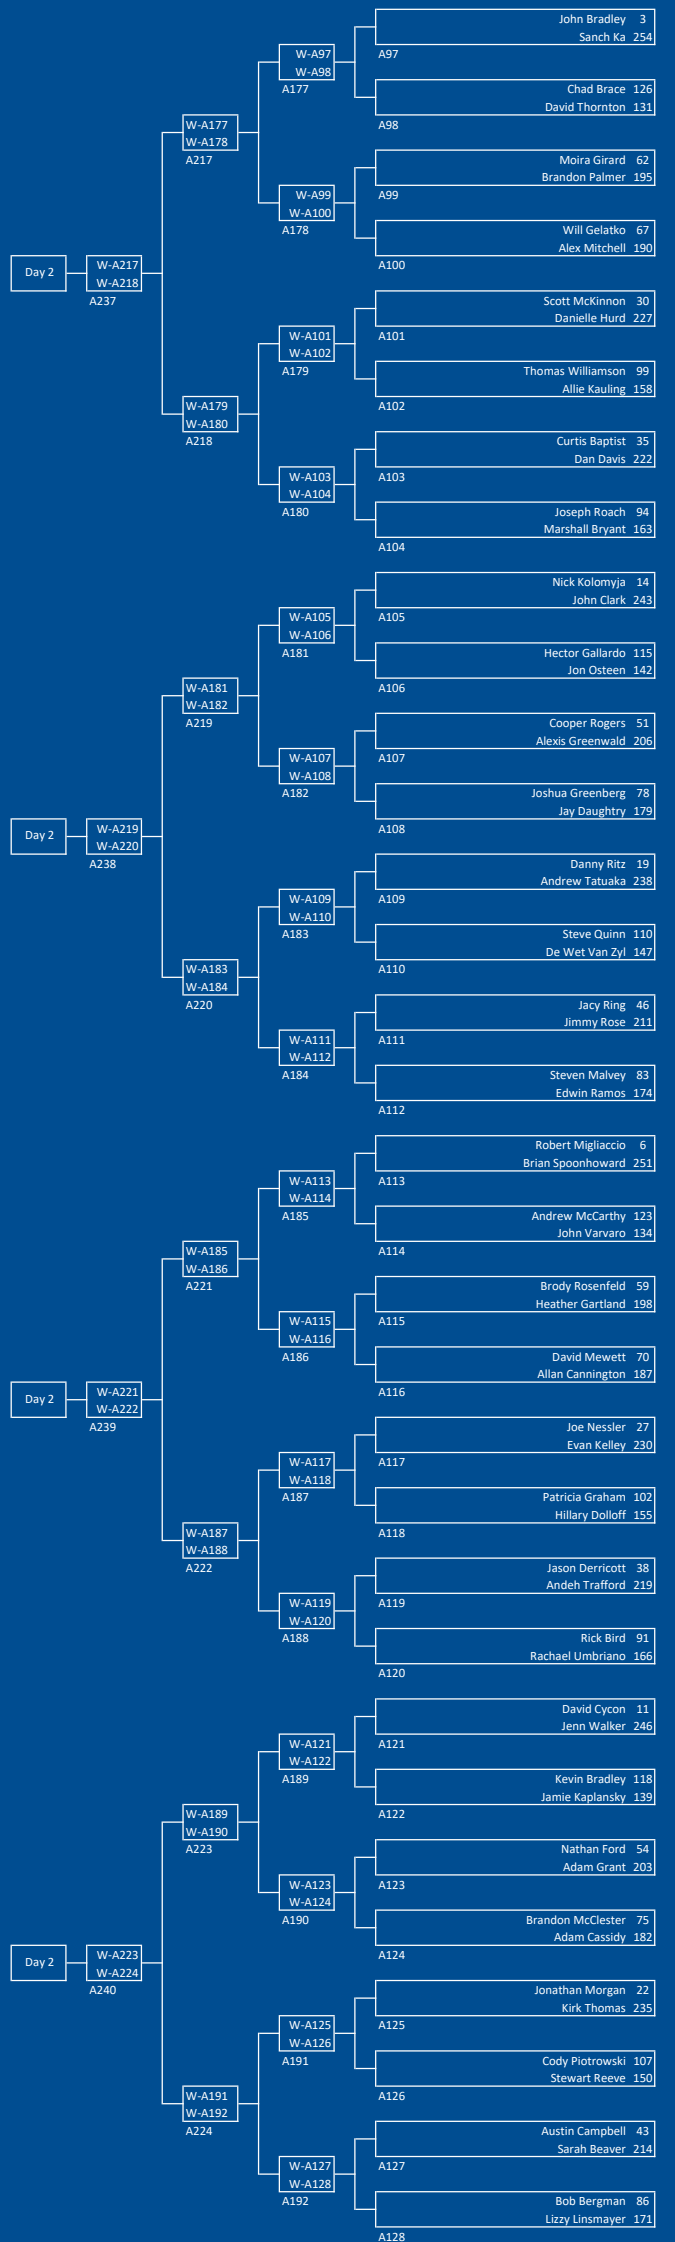 John Bradley 3
Sanch Ka 254
A97
W-A97
W-A98
A177
Chad Brace 126
David Thornton 131
A98
W-A177
W-A178
A217
Moira Girard 62
Brandon Palmer 195
A99
W-A99
W-A100
A178
Will Gelatko 67
Alex Mitchell 190
A100
Day 2
W-A217
W-A218
A237
Scott McKinnon 30
Danielle Hurd 227
A101
W-A101
W-A102
A179
Thomas Williamson 99
Allie Kauling 158
A102
W-A179
W-A180
A218
Curtis Baptist 35
Dan Davis 222
A103
W-A103
W-A104
A180
Joseph Roach 94
Marshall Bryant 163
A104
Nick Kolomyja 14
John Clark 243
A105
W-A105
W-A106
A181
Hector Gallardo 115
Jon Osteen 142
A106
W-A181
W-A182
A219
Cooper Rogers 51
Alexis Greenwald 206
A107
W-A107
W-A108
A182
Joshua Greenberg 78
Jay Daughtry 179
A108
Day 2
W-A219
W-A220
A238
Danny Ritz 19
Andrew Tatuaka 238
A109
W-A109
W-A110
A183
Steve Quinn 110
De Wet Van Zyl 147
A110
W-A183
W-A184
A220
Jacy Ring 46
Jimmy Rose 211
A111
W-A111
W-A112
A184
Steven Malvey 83
Edwin Ramos 174
A112
Robert Migliaccio 6
Brian Spoonhoward 251
A113
W-A113
W-A114
A185
Andrew McCarthy 123
John Varvaro 134
A114
W-A185
W-A186
A221
Brody Rosenfeld 59
Heather Gartland 198
A115
W-A115
W-A116
A186
David Mewett 70
Allan Cannington 187
A116
Day 2
W-A221
W-A222
A239
Joe Nessler 27
Evan Kelley 230
A117
W-A117
W-A118
A187
Patricia Graham 102
Hillary Dolloff 155
A118
W-A187
W-A188
A222
Jason Derricott 38
Andeh Trafford 219
A119
W-A119
W-A120
A188
Rick Bird 91
Rachael Umbriano 166
A120
David Cycon 11
Jenn Walker 246
A121
W-A121
W-A122
A189
Kevin Bradley 118
Jamie Kaplansky 139
A122
W-A189
W-A190
A223
Nathan Ford 54
Adam Grant 203
A123
W-A123
W-A124
A190
Brandon McClester 75
Adam Cassidy 182
A124
Day 2
W-A223
W-A224
A240
Jonathan Morgan 22
Kirk Thomas 235
A125
W-A125
W-A126
A191
Cody Piotrowski 107
Stewart Reeve 150
A126
W-A191
W-A192
A224
Austin Campbell 43
Sarah Beaver 214
A127
W-A127
W-A128
A192
Bob Bergman 86
Lizzy Linsmayer 171
A128